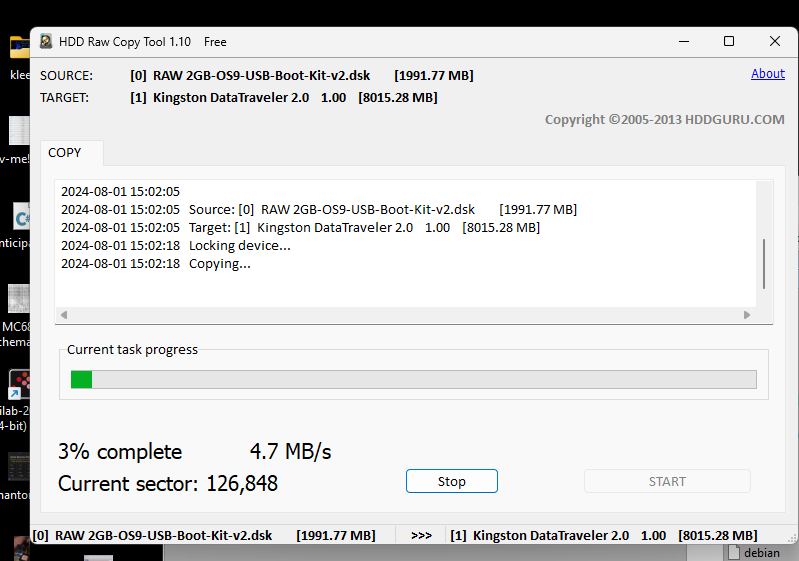 HDD Raw Copy Tool 1.10 Free
SOURCE: [0] RAW 2GB-OS9-USB-Boot-Kit-v2.dsk [1991.77 MB] About
TARGET: [1] Kingston DataTraveler 2.0 1.00 [8015.28 MB]
Copyright ©2005-2013 HDDGURU.COM
COPY
2024-08-01 15:02:05
2024-08-01 15:02:05 Source: [0] RAW 2GB-OS9-USB-Boot-Kit-v2.dsk [1991.77 MB]
2024-08-01 15:02:05 Target: [1] Kingston DataTraveler 2.0 1.00 [8015.28 MB]
2024-08-01 15:02:18 Locking device...
2024-08-01 15:02:18 Copying...
Current task progress
3% complete 4.7 MB/s
Current sector: 126,848 Stop START
[0] RAW 2GB-OS9-USB-Boot-Kit-v2.dsk [1991.77 MB] >>> [1] Kingston DataTraveler 2.0 1.00 [8015.28 MB]
klee
v-me!
C#
nticipa
MC68
chema
ilab-20
4-bit)
hanton
debian